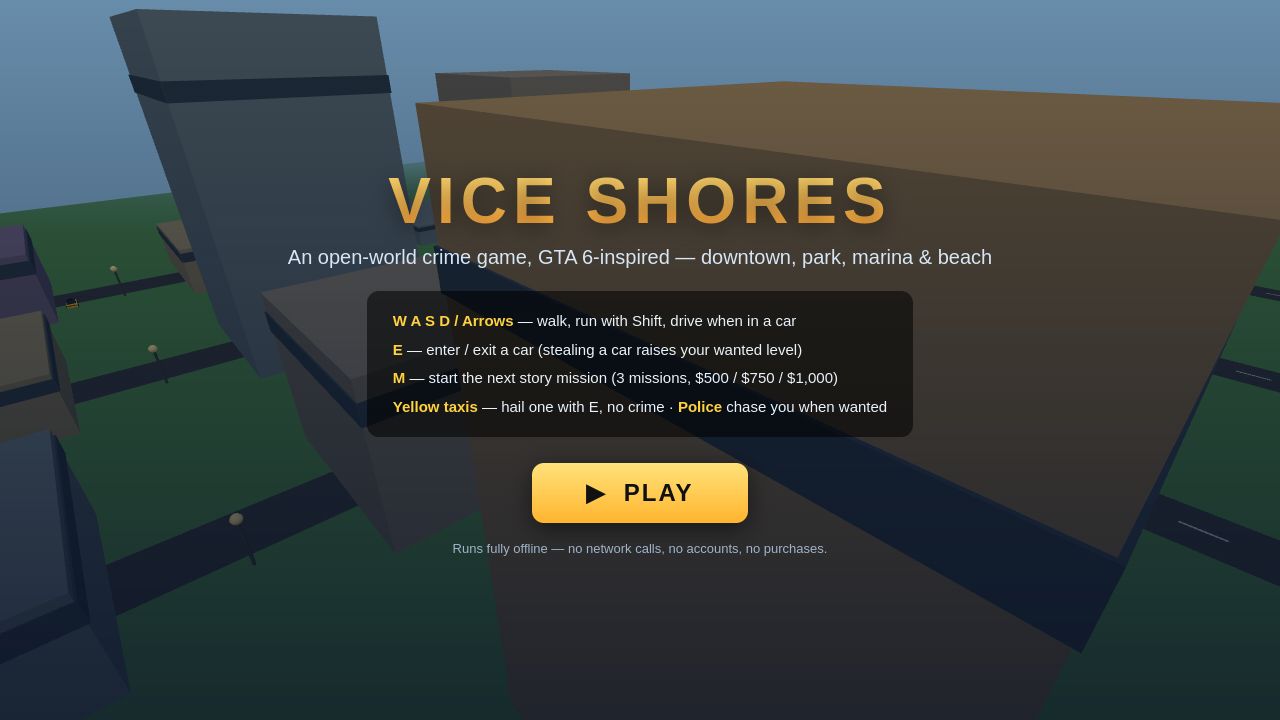 VICE SHORES
An open-world crime game, GTA 6-inspired — downtown, park, marina & beach
W A S D / Arrows — walk, run with Shift, drive when in a car
E — enter / exit a car (stealing a car raises your wanted level)
M — start the next story mission (3 missions, $500 / $750 / $1,000)
Yellow taxis — hail one with E, no crime · Police chase you when wanted
▶ PLAY
Runs fully offline — no network calls, no accounts, no purchases.